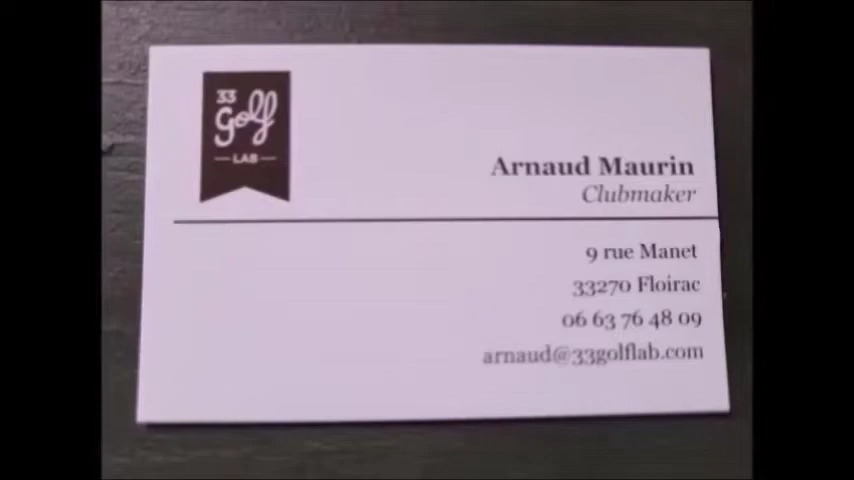 33
Golf
LAB
Arnaud Maurin
Clubmaker
9 rue Manet
33270 Floirac
06 63 76 48 09
arnaud@33golflab.com